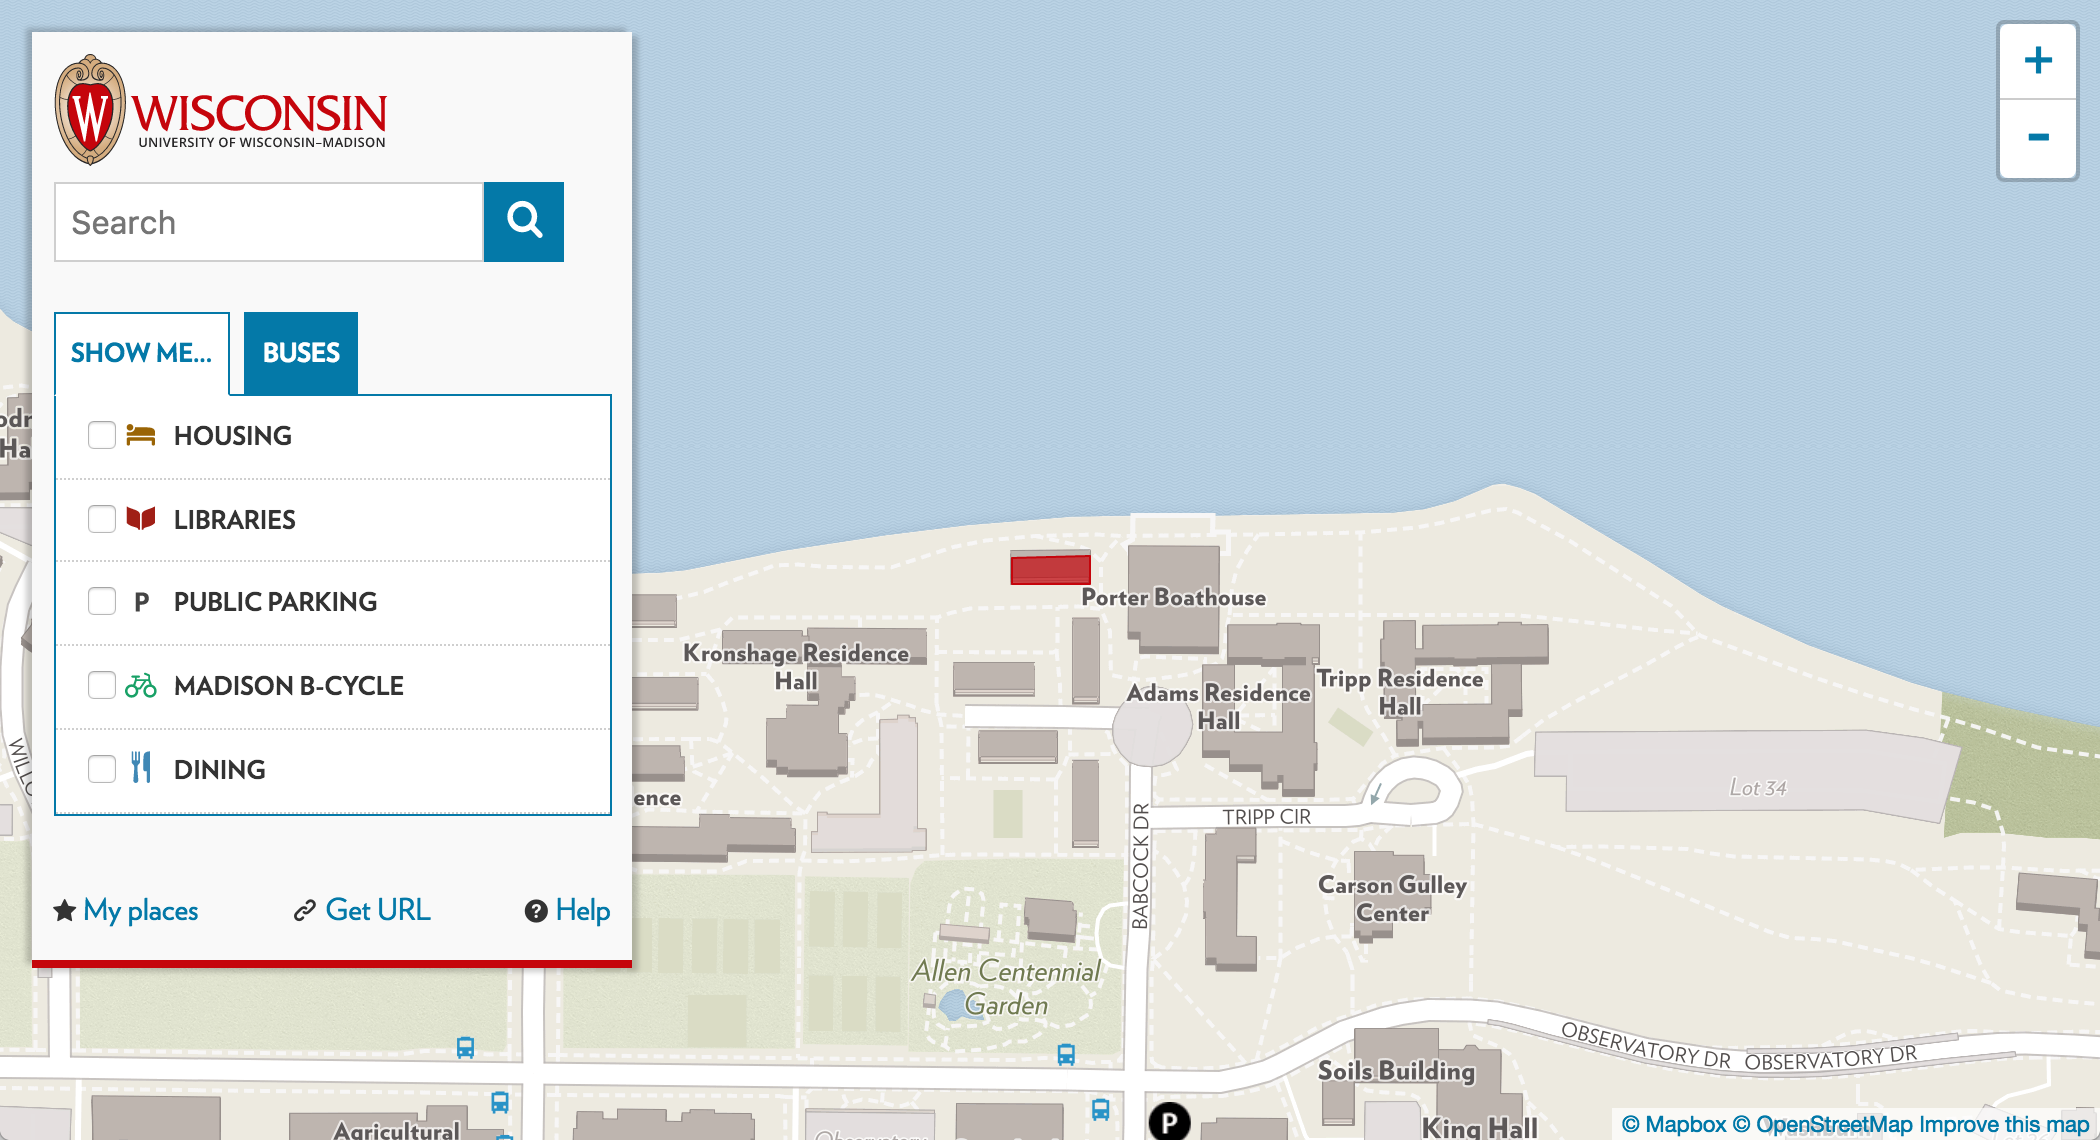 W
WISCONSIN
UNIVERSITY OF WISCONSIN–MADISON
Search
SHOW ME...
BUSES
HOUSING
LIBRARIES
P
PUBLIC PARKING
MADISON B-CYCLE
DINING
My places
Get URL
?
Help
+
-
Porter Boathouse
Kronshage Residence
Hall
Adams Residence
Hall
Tripp Residence
Hall
Lot 34
TRIPP CIR
BABCOCK DR
Carson Gulley
Center
Allen Centennial
Garden
OBSERVATORY DR
OBSERVATORY DR
Soils Building
King Hall
P
Agricultural
Observatory
ence
© Mapbox © OpenStreetMap Improve this map